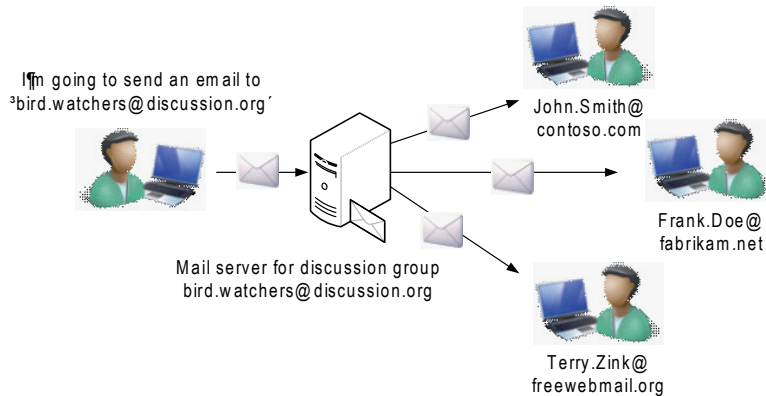 I¶m going to send an email to
³bird.watchers@discussion.org´
Mail server for discussion group
bird.watchers@discussion.org
John.Smith@
contoso.com
Frank.Doe@
fabrikam.net
Terry.Zink@
freewebmail.org